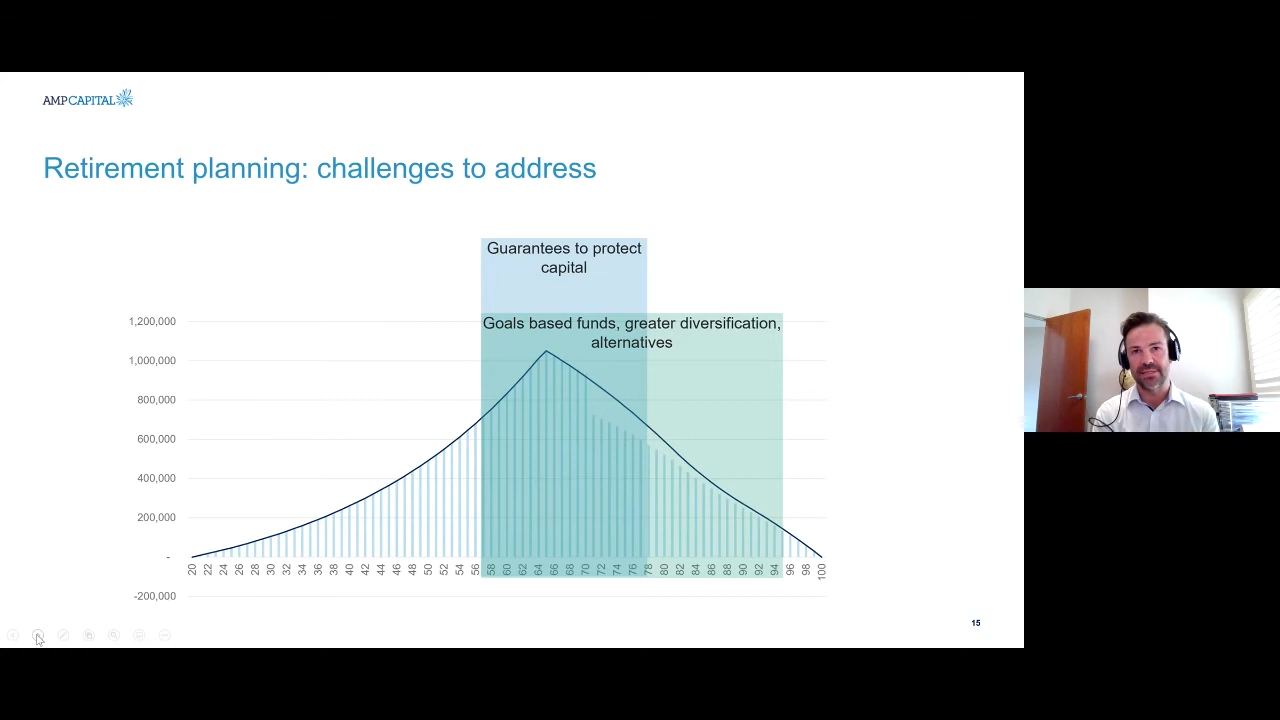 AMPCAPITAL
Retirement planning: challenges to address
Guarantees to protect
capital
Goals based funds, greater diversification,
alternatives
1,200,000
1,000,000
800,000
600,000
400,000
200,000
-
-200,000
20 22 24 26 28 30 32 34 36 38 40 42 44 46 48 50 52 54 56 58 60 62 64 66 68 70 72 74 76 78 80 82 84 86 88 90 92 94 96 98 100
15